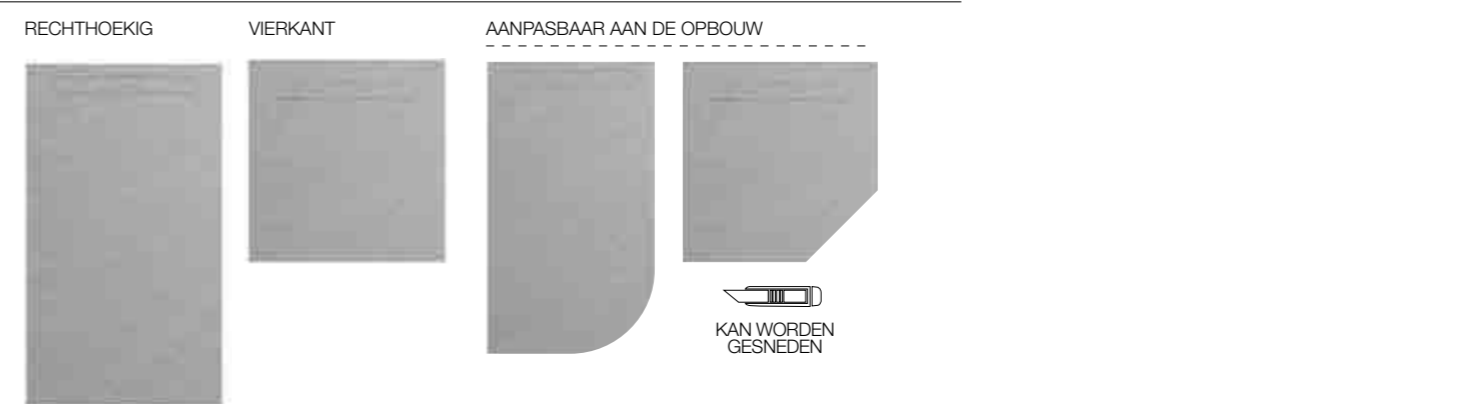 RECHTHOEKIG
VIERKANT
AANPASBAAR AAN DE OPBOUW
KAN WORDEN
GESNEDEN